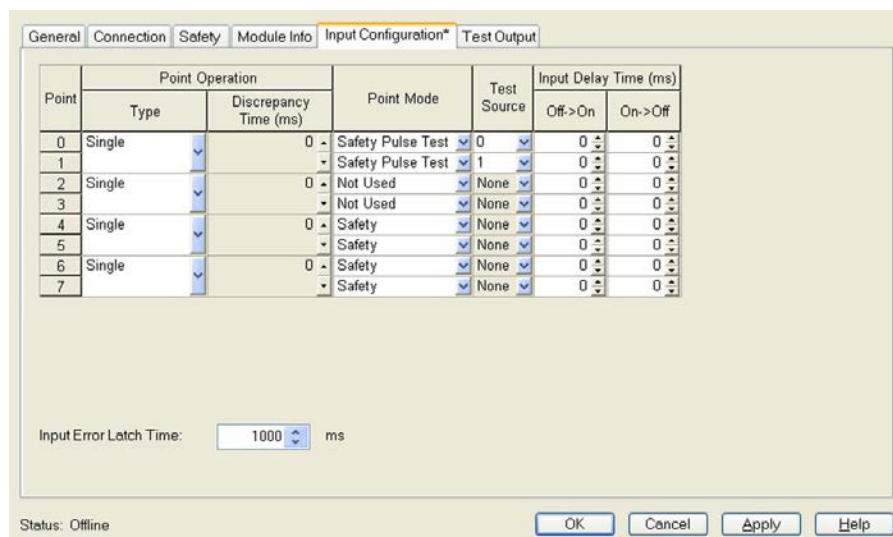 General Connection Safety Module Info Input Configuration* Test Output
Point Operation Input Delay Time (ms)
Point Type Discrepancy Time (ms) Point Mode Test Source Off->On On->Off
0 Single 0 Safety Pulse Test 0 0 0
1 Safety Pulse Test 1 0 0
2 Single 0 Not Used None 0 0
3 Not Used None 0 0
4 Single 0 Safety None 0 0
5 Safety None 0 0
6 Single 0 Safety None 0 0
7 Safety None 0 0
Input Error Latch Time: 1000 ms
Status: Offline OK Cancel Apply Help